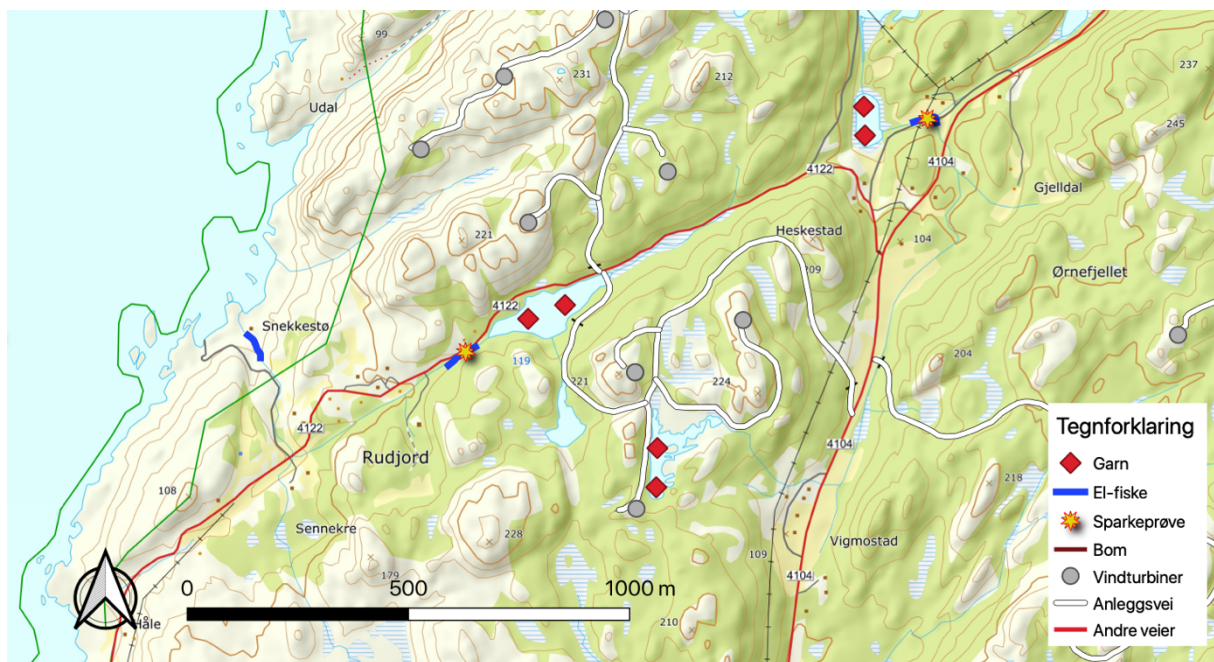 99
Udal
231
212
237
245
4122
4104
Gjelldal
221
Heskestad
104
209
Ørnefjellet
Snekkestø
4122
119
204
221
224
4122
4104
Rudjord
108
218
Sennekre
228
109
Vigmostad
179
4104
210
Håle
0 500 1000 m
Tegnforklaring
Garn
El-fiske
Sparkeprøve
Bom
Vindturbiner
Anleggsvei
Andre veier